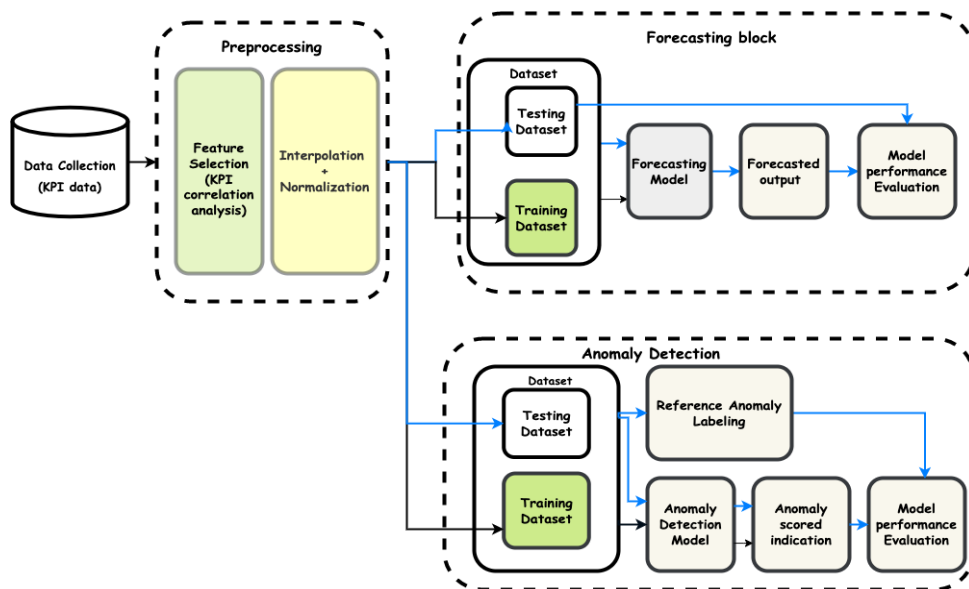 Preprocessing
Data Collection
(KPI data)
Feature
Selection
(KPI
correlation
analysis)
Interpolation
+
Normalization
Forecasting block
Dataset
Testing
Dataset
Training
Dataset
Forecasting
Model
Forecasted
output
Model
performance
Evaluation
Anomaly Detection
Dataset
Testing
Dataset
Training
Dataset
Reference Anomaly
Labeling
Anomaly
Detection
Model
Anomaly
scored
indication
Model
performance
Evaluation